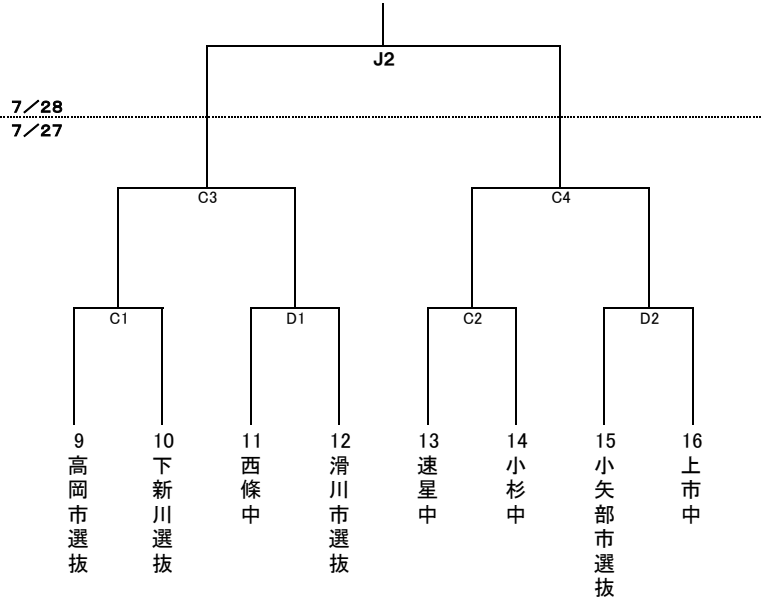 J2
7／28
7／27
C3
C4
C1
D1
C2
D2
9
10
11
12
13
14
15
16
高岡市選抜
下新川選抜
西條中
滑川市選抜
速星中
小杉中
小矢部市選抜
上市中